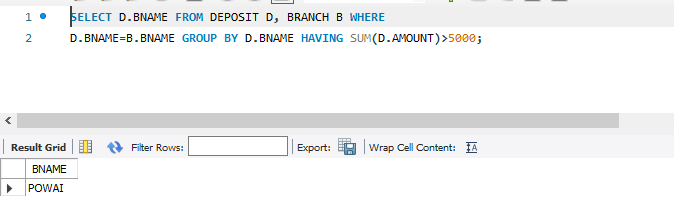 1 SELECT D.BNAME FROM DEPOSIT D, BRANCH B WHERE
2 D.BNAME=B.BNAME GROUP BY D.BNAME HAVING SUM(D.AMOUNT)>5000;
Result Grid Filter Rows: Export: Wrap Cell Content:
BNAME
POWAI